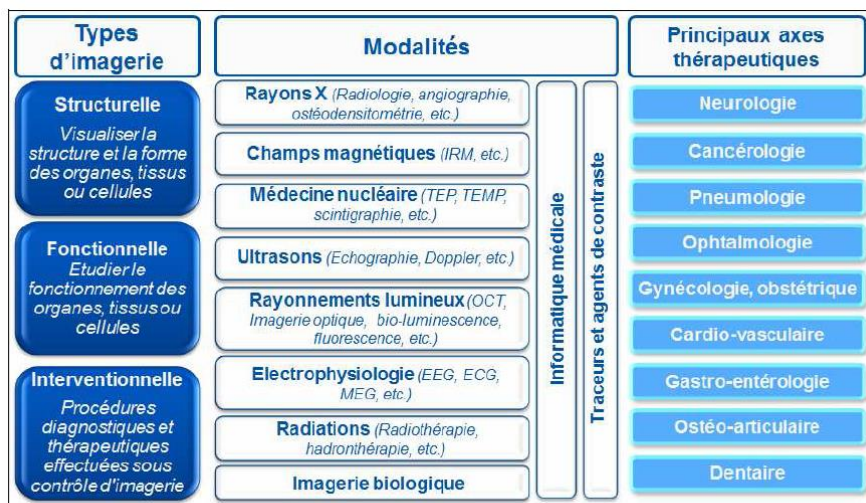 Types
d'imagerie
Modalités
Principaux axes
thérapeutiques
Structurelle
Visualiser la
structure et la forme
des organes, tissus
ou cellules
Fonctionnelle
Etudier le
fonctionnement des
organes, tissus ou
cellules
Interventionnelle
Procédures
diagnostiques et
thérapeutiques
effectuées sous
contrôle d'imagerie
Rayons X (Radiologie, angiographie,
ostéodensitométrie, etc.)
Champs magnétiques (IRM, etc.)
Médecine nucléaire (TEP, TEMP,
scintigraphie, etc.)
Ultrasons (Echographie, Doppler, etc.)
Rayonnements lumineux (OCT,
Imagerie optique, bio-luminescence,
fluorescence, etc.)
Electrophysiologie (EEG, ECG,
MEG, etc.)
Radiations (Radiothérapie,
hadronthérapie, etc.)
Imagerie biologique
Informatique médicale
Traceurs et agents de contraste
Neurologie
Cancérologie
Pneumologie
Ophtalmologie
Gynécologie, obstétrique
Cardio-vasculaire
Gastro-entérologie
Ostéo-articulaire
Dentaire